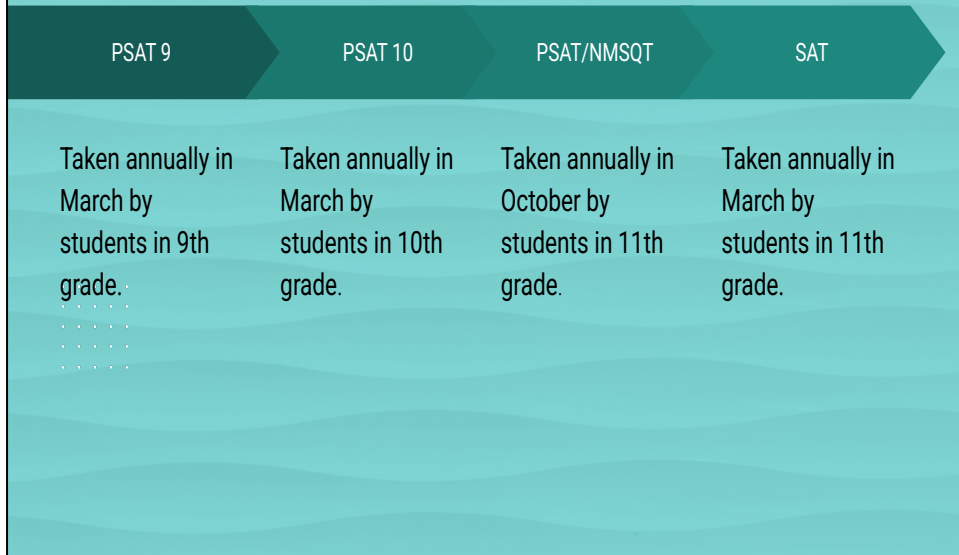 PSAT 9
PSAT 10
PSAT/NMSQT
SAT
Taken annually in
March by
students in 9th
grade.
Taken annually in
March by
students in 10th
grade.
Taken annually in
October by
students in 11th
grade.
Taken annually in
March by
students in 11th
grade.